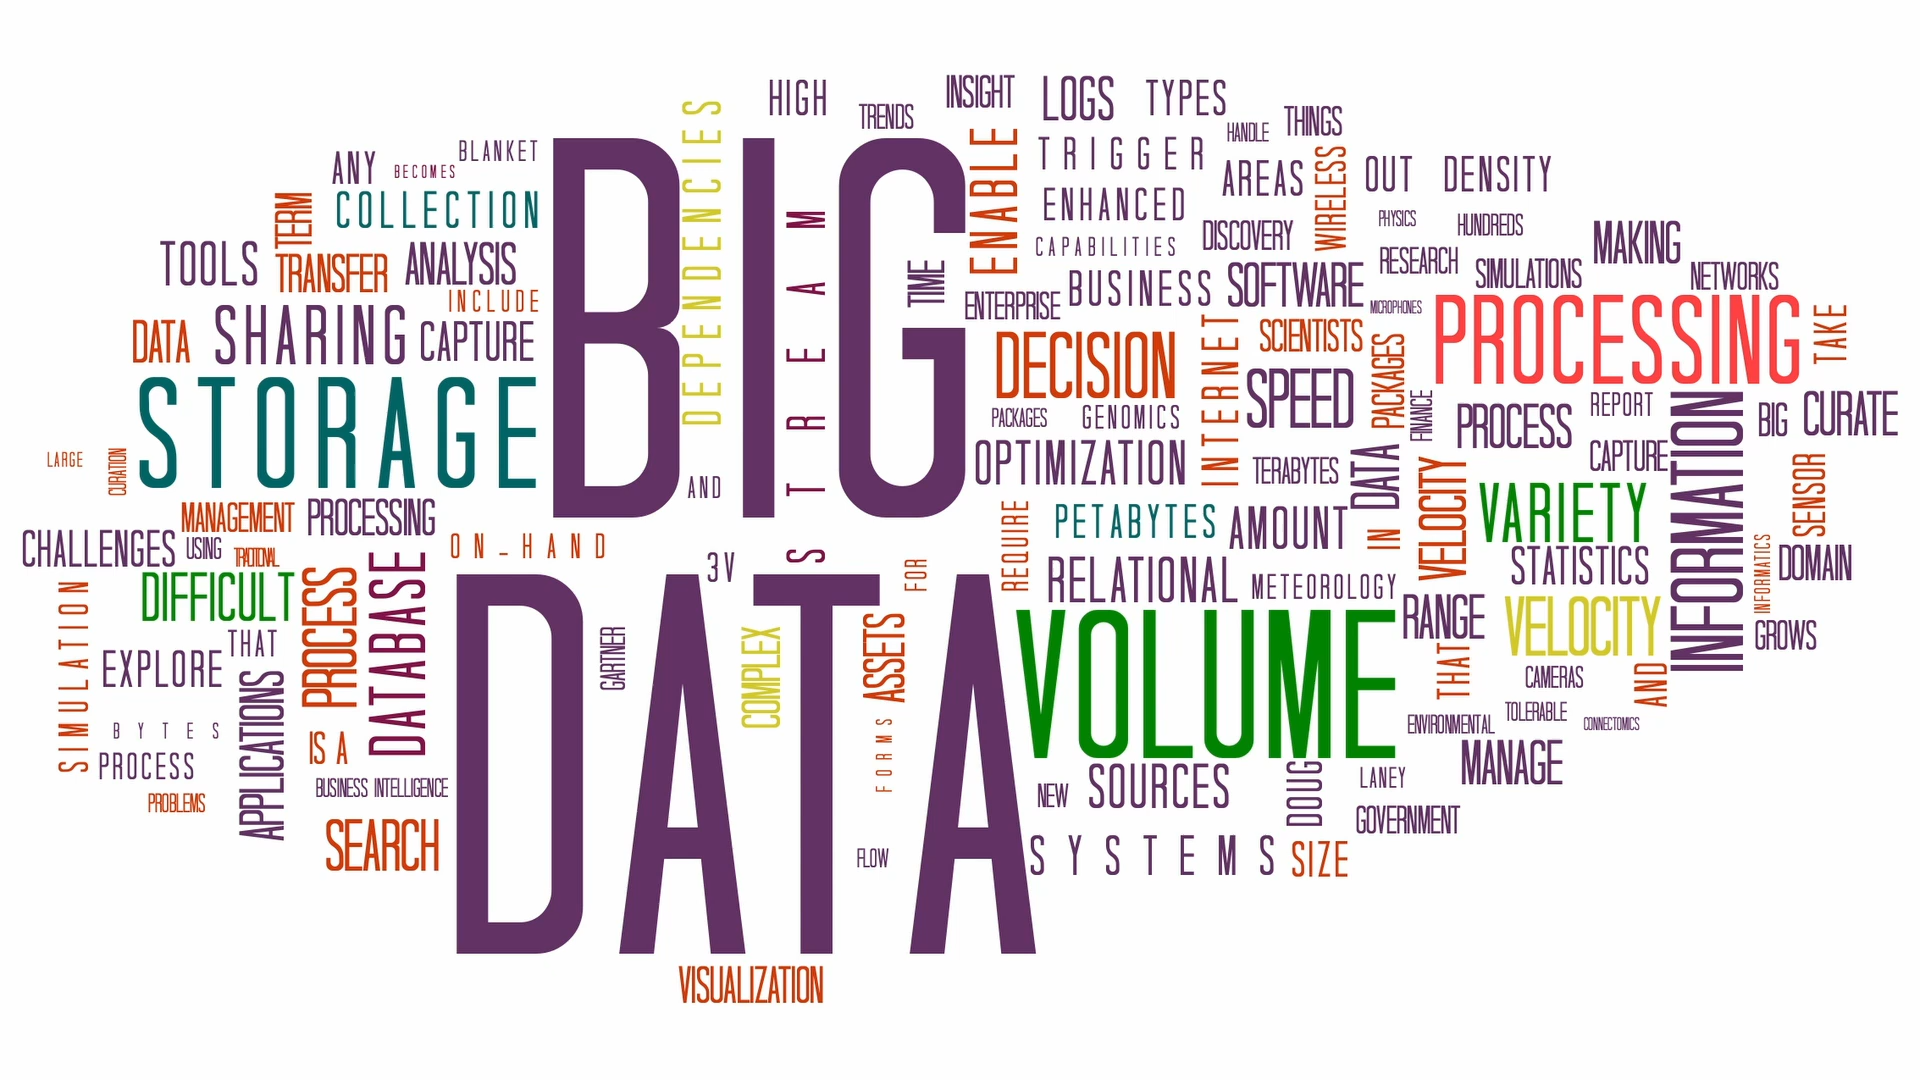 BIG
DATA
HIGH
TRENDS
INSIGHT
LOGS
TYPES
HANDLE
THINGS
BLANKET
ANY
BECOMES
COLLECTION
TERM
TOOLS
TRANSFER
ANALYSIS
INCLUDE
DATA
SHARING
CAPTURE
STORAGE
LARGE
CURATION
MANAGEMENT
PROCESSING
CHALLENGES
USING
TRADITIONAL
ON-HAND
DIFFICULT
PROCESS
DATABASE
SIMULATION
THAT
EXPLORE
APPLICATIONS
BYTES
PROCESS
PROBLEMS
IS A
BUSINESS INTELLIGENCE
SEARCH
DEPENDENCIES
STREAM
TIME
AND
3V
GARTNER
COMPLEX
ASSETS
FOR
FORMS
FLOW
VISUALIZATION
ENABLE
TRIGGER
ENHANCED
CAPABILITIES
AREAS
DISCOVERY
WIRELESS
OUT
DENSITY
PHYSICS
HUNDREDS
RESEARCH
SIMULATIONS
MAKING
NETWORKS
ENTERPRISE
BUSINESS
SOFTWARE
MICROPHONES
PROCESSING
TAKE
DECISION
INTERNET
SCIENTISTS
PACKAGES
SPEED
FINANCE
PACKAGES
GENOMICS
OPTIMIZATION
TERABYTES
DATA
PROCESS
REPORT
CAPTURE
INFORMATION
BIG
CURATE
SENSOR
REQUIRE
PETABYTES
AMOUNT
IN
VELOCITY
VARIETY
STATISTICS
INFORMATICS
DOMAIN
RELATIONAL
METEOROLOGY
RANGE
VELOCITY
GROWS
VOLUME
THAT
CAMERAS
AND
TOLERABLE
ENVIRONMENTAL
CONNECTOMICS
MANAGE
NEW
SOURCES
DOUG
LANEY
GOVERNMENT
SYSTEMS
SIZE